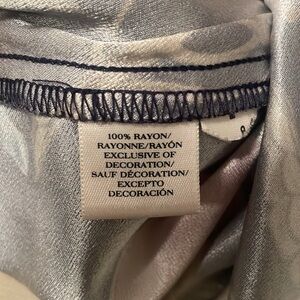 100% RAYON/
RAYONNE/RAYÓN
EXCLUSIVE OF
DECORATION/
SAUF DÉCORATION/
EXCEPTO
DECORACIÓN